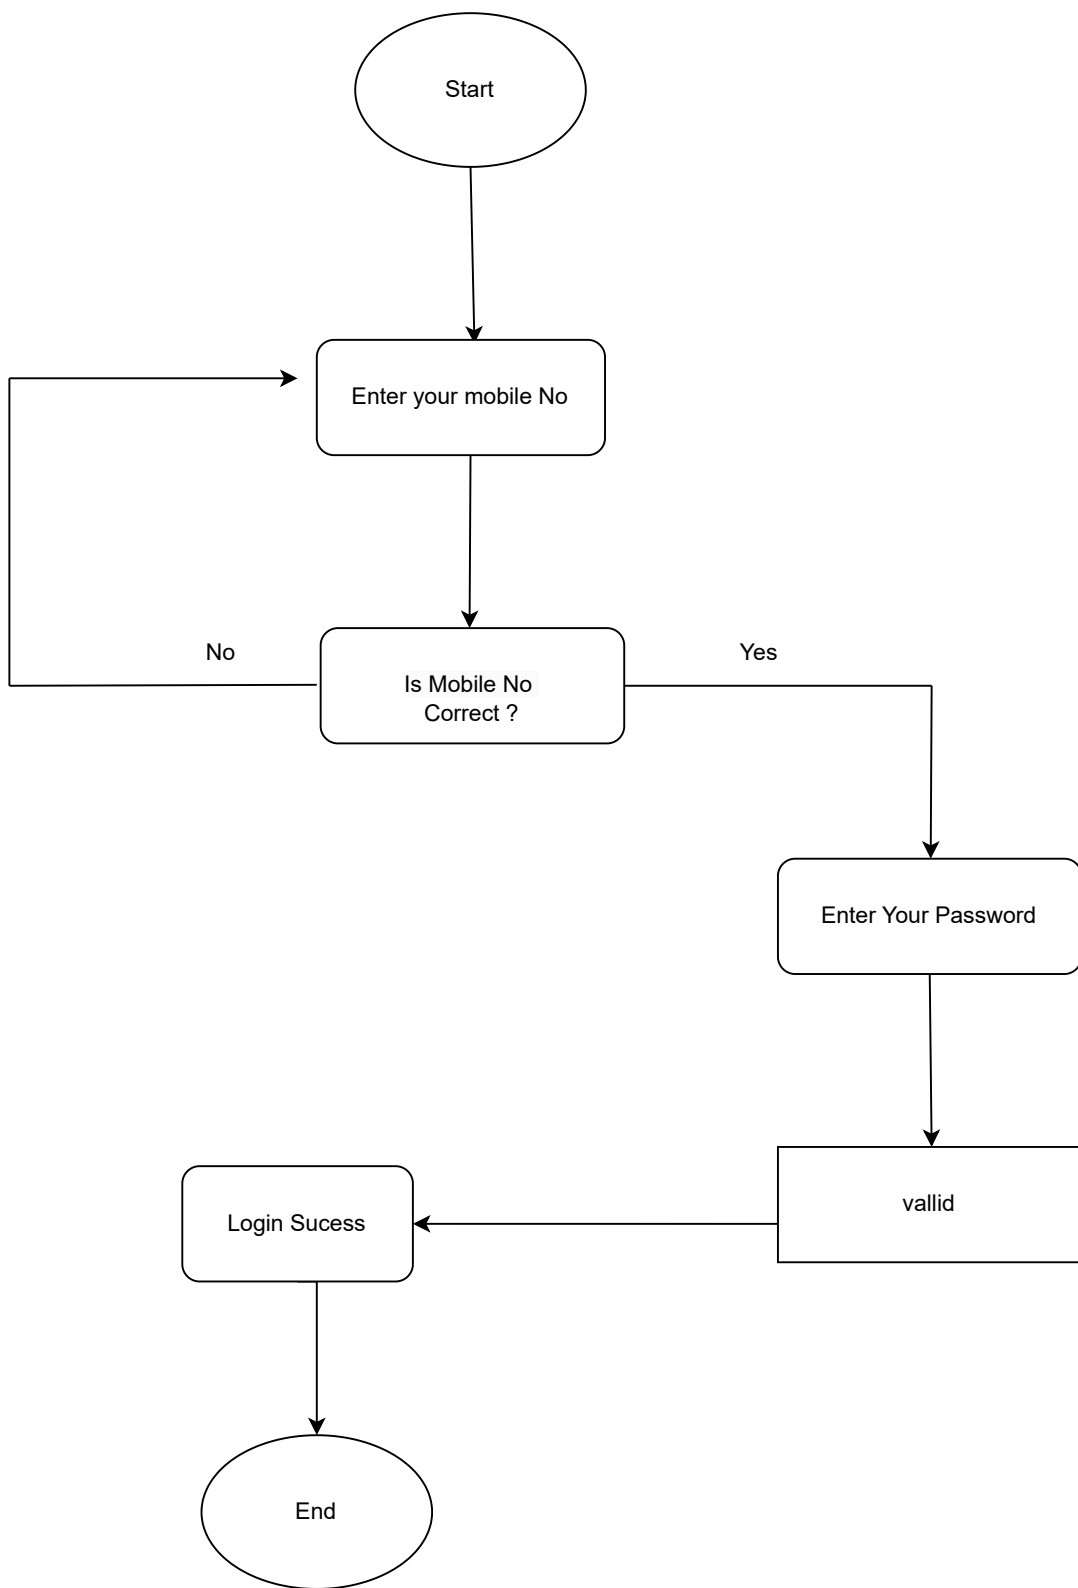 Start
Enter your mobile No
No
Yes
Is Mobile No
Correct ?
Enter Your Password
vallid
Login Sucess
End